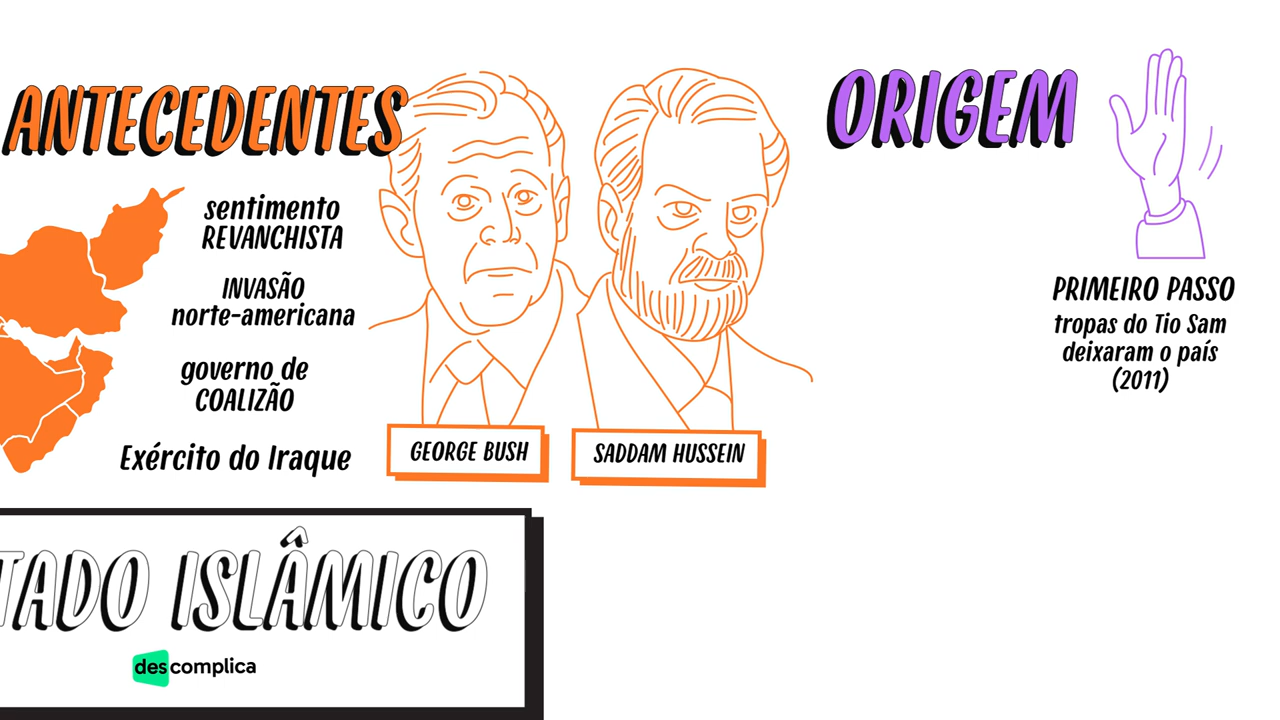 ANTECEDENTES
sentimento
REVANCHISTA
INVASÃO
norte-americana
governo de
COALIZÃO
Exército do Iraque
GEORGE BUSH
SADDAM HUSSEIN
ORIGEM
PRIMEIRO PASSO
tropas do Tio Sam
deixaram o país
(2011)
TADO ISLÂMICO
descomplica